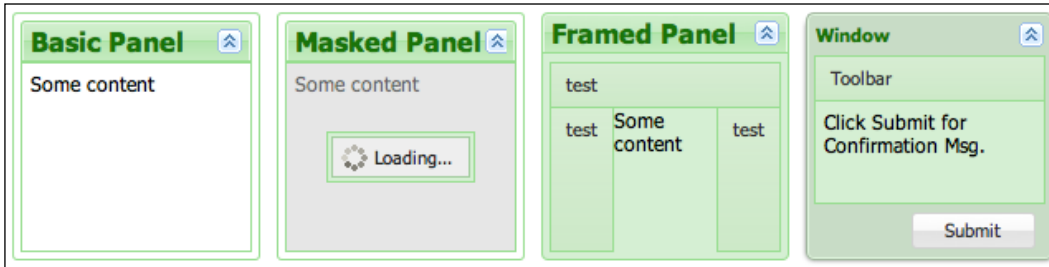 Basic Panel
Some content
Masked Panel
Some content
Loading...
Framed Panel
test
test
Some
content
test
Window
Toolbar
Click Submit for
Confirmation Msg.
Submit